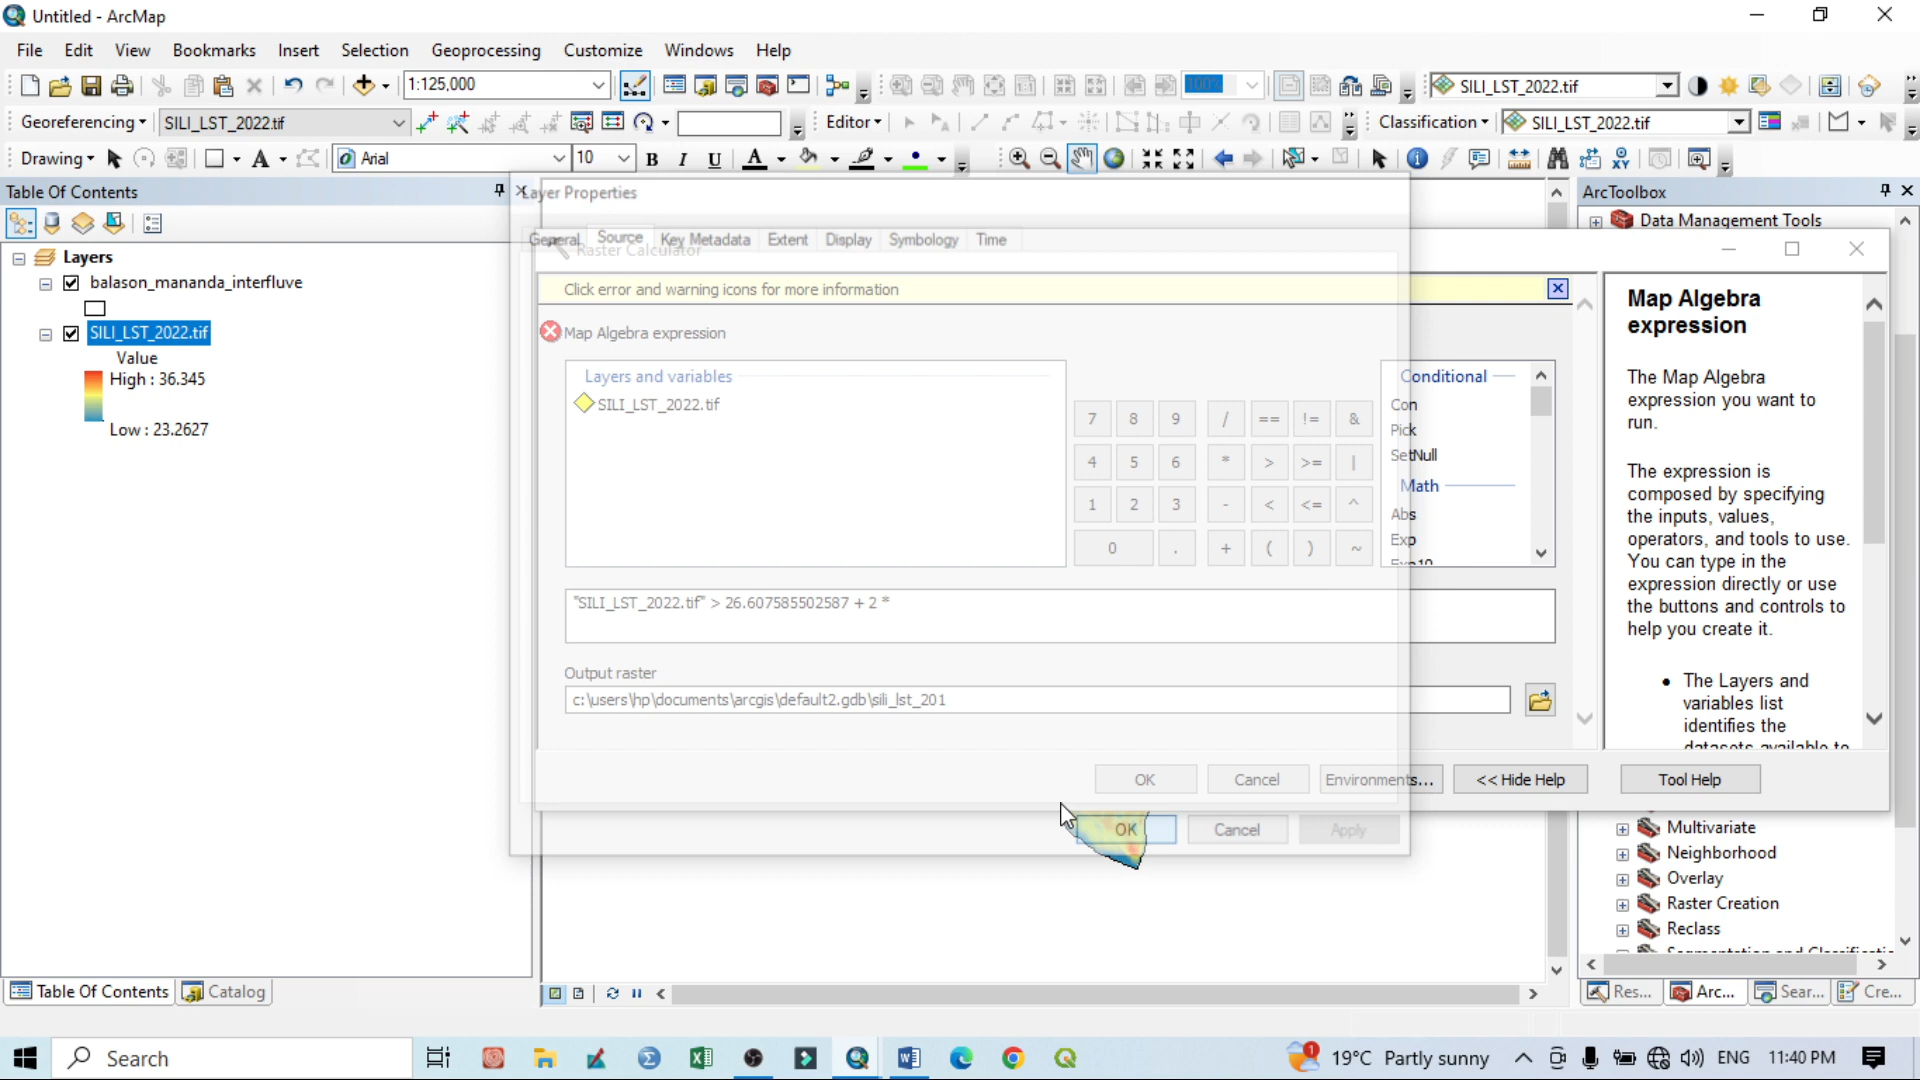 Untitled - ArcMap
File Edit View Bookmarks Insert Selection Geoprocessing Customize Windows Help
1:125,000 100% SILI_LST_2022.tif
Georeferencing SILI_LST_2022.tif Editor Classification SILI_LST_2022.tif
Drawing A Arial 10 B I U A
Table Of Contents
Layer Properties
ArcToolbox
Data Management Tools
General Source Key Metadata Extent Display Symbology Time
Raster Calculator
Layers
balason_mananda_interfluve
SILI_LST_2022.tif
Value
High : 36.345
Low : 23.2627
Click error and warning icons for more information
Map Algebra expression
Layers and variables
SILI_LST_2022.tif
7 8 9 / == != &
4 5 6 * > >= |
1 2 3 - < <= ^
0 . + ( ) ~
Conditional
Con
Pick
SetNull
Math
Abs
Exp
Exp10
"SILI_LST_2022.tif" > 26.607585502587 + 2 *
Output raster
c:\users\hp\documents\arcgis\default2.gdb\sili_lst_201
OK Cancel Environments... << Hide Help Tool Help
OK Cancel Apply
Map Algebra
expression
The Map Algebra
expression you want to
run.
The expression is
composed by specifying
the inputs, values,
operators, and tools to use.
You can type in the
expression directly or use
the buttons and controls to
help you create it.
• The Layers and
variables list
identifies the
datasets available to
Multivariate
Neighborhood
Overlay
Raster Creation
Reclass
Table Of Contents Catalog
Res... Arc... Sear... Cre...
Search
1 19°C Partly sunny ENG 11:40 PM